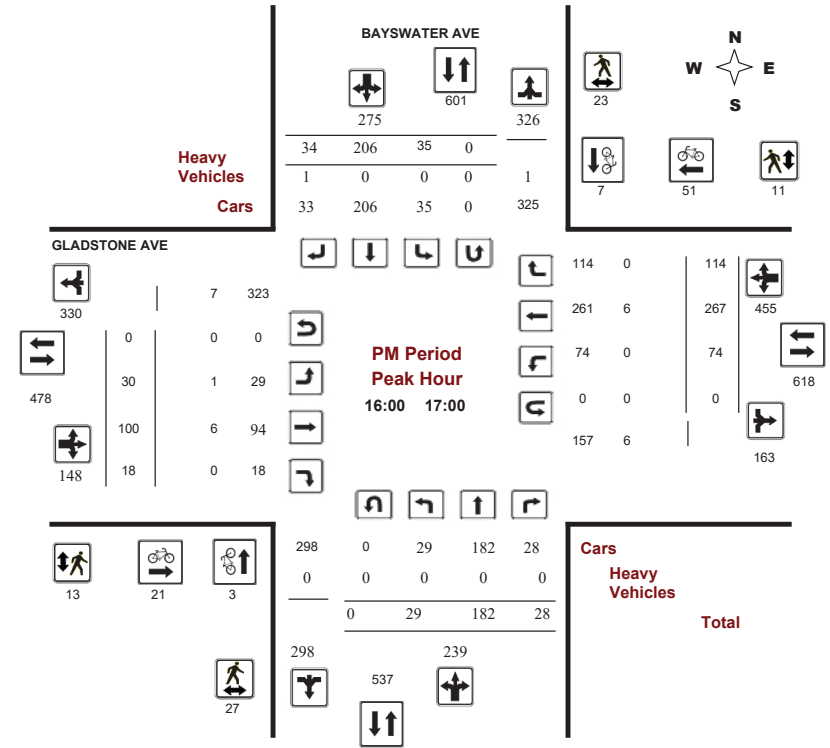 BAYSWATER AVE
N
W E
S
601
23
275 326
34 206 35 0
Heavy
Vehicles
1 0 0 0 1
Cars
33 206 35 0 325
7 51 11
GLADSTONE AVE
330
7 323
114 0 114
455
261 6 267
0 0 0
478
PM Period
Peak Hour
16:00 17:00
74 0 74
618
30 1 29
0 0 0
100 6 94
157 6
163
148
18 0 18
298 0 29 182 28
Cars
0 0 0 0 0
Heavy
Vehicles
13 21 3
0 29 182 28
Total
298 239
537
27